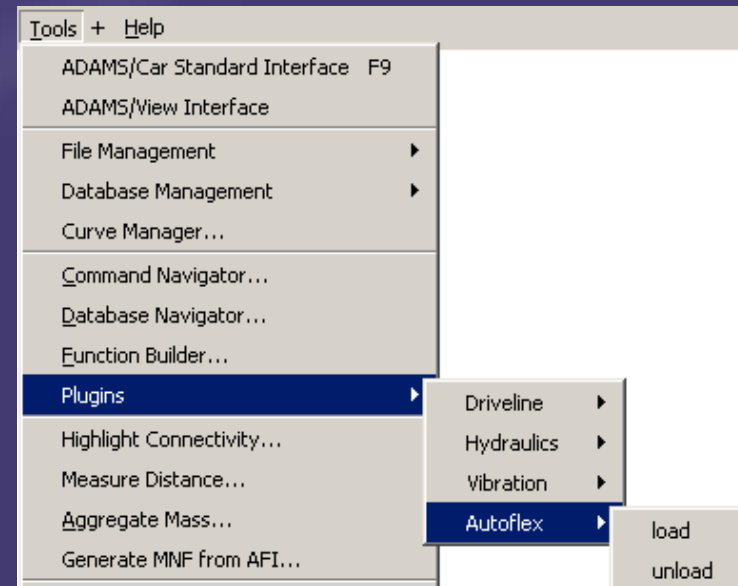 Tools + Help
ADAMS/Car Standard Interface F9
ADAMS/View Interface
File Management
Database Management
Curve Manager...
Command Navigator...
Database Navigator...
Function Builder...
Plugins
Highlight Connectivity...
Measure Distance...
Aggregate Mass...
Generate MNF from AFI...
Driveline
Hydraulics
Vibration
Autoflex
load
unload